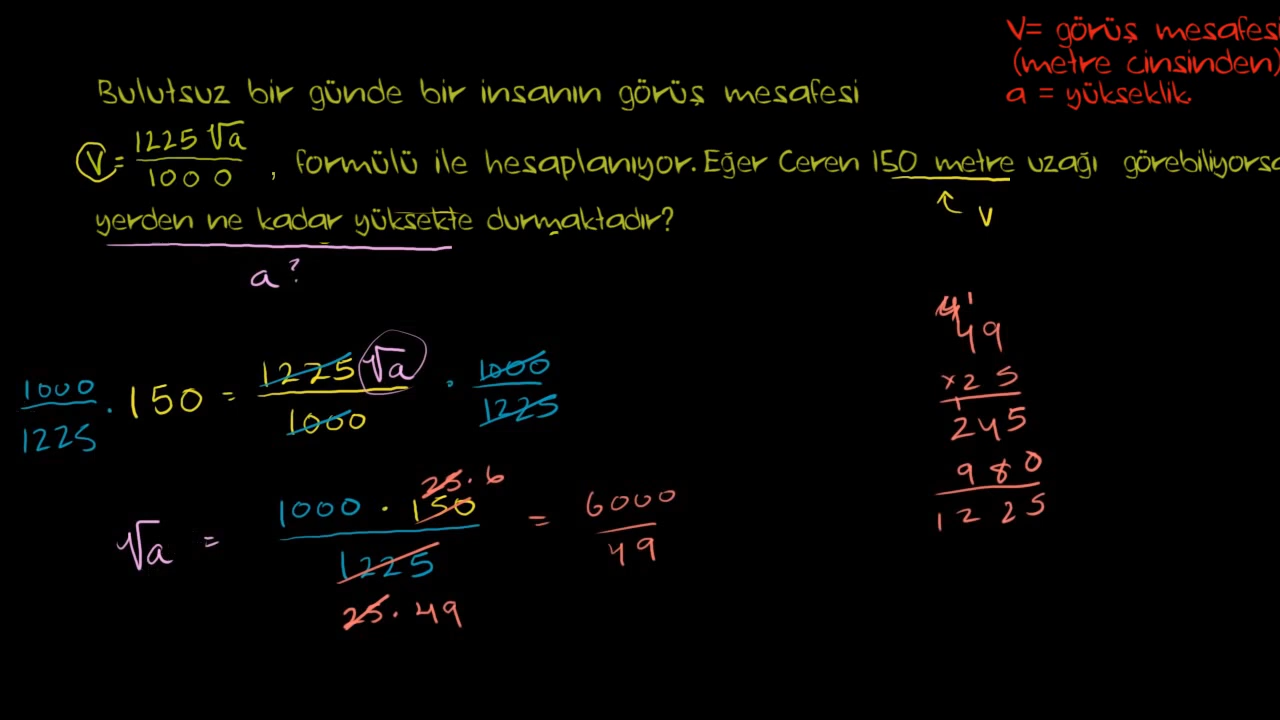 V= görüş mesafesi
(metre cinsinden)
a = yükseklik.
Bulutsuz bir günde bir insanın görüş mesafesi
V = 1225 √a / 1000 , formülü ile hesaplanıyor. Eğer Ceren 150 metre uzağı görebiliyorsa
V
yerden ne kadar yüksekte durmaktadır?
a?
1000/1225 · 150 = 1225 √a / 1000 · 1000/1225
√a = 1000 · 150 / 1225 = 6000/49
25 · 6
25 · 49
49
×25
245
980
1225